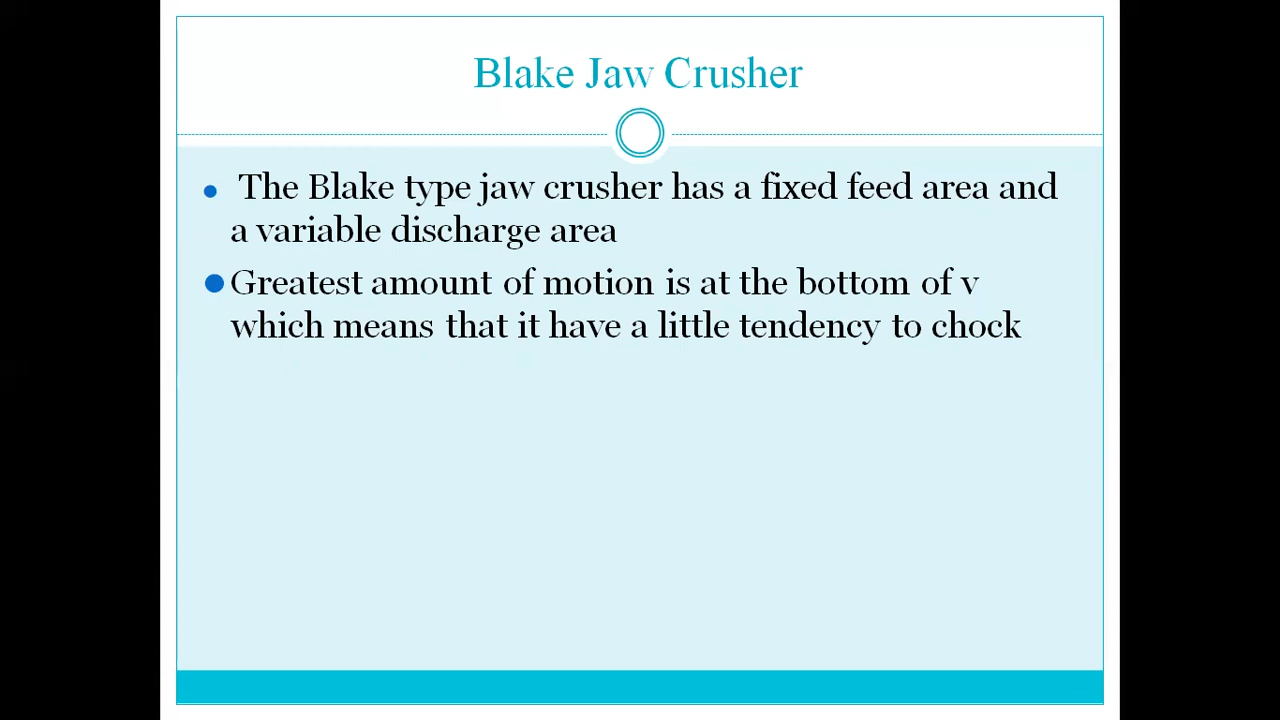 Blake Jaw Crusher
• The Blake type jaw crusher has a fixed feed area and
a variable discharge area
• Greatest amount of motion is at the bottom of v
which means that it have a little tendency to chock